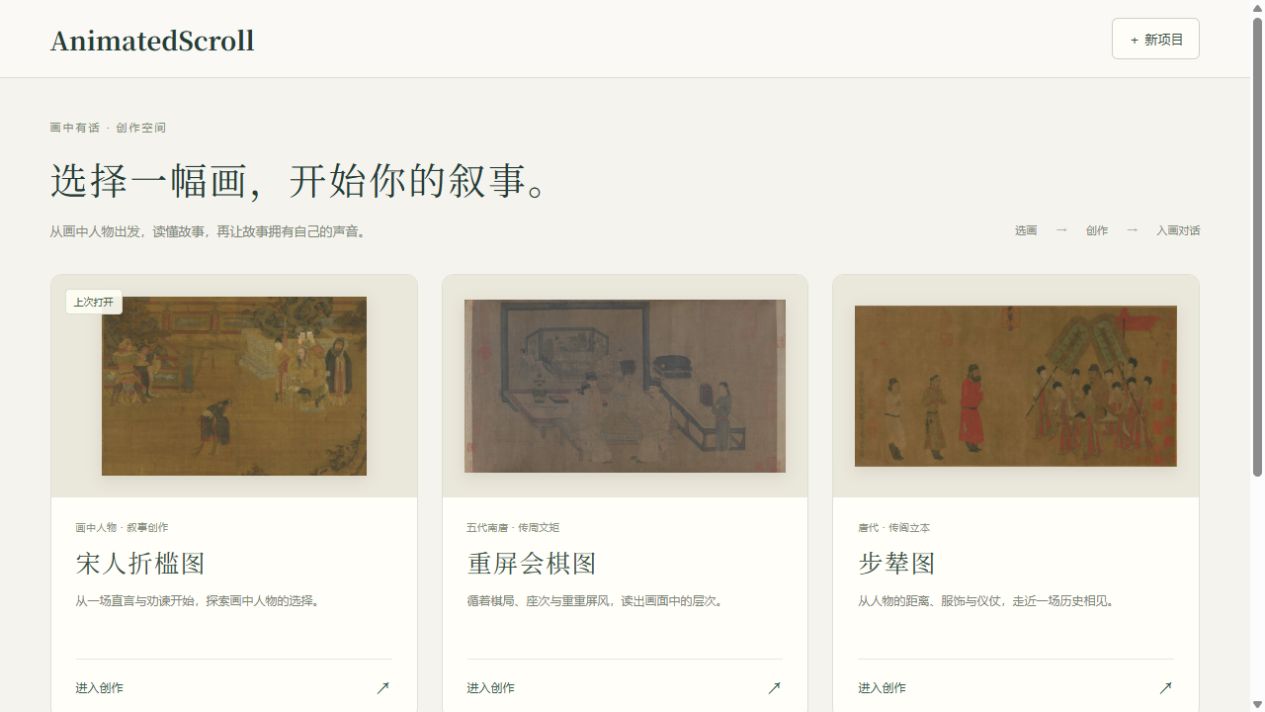 AnimatedScroll
+ 新项目
画中有话 · 创作空间
选择一幅画，开始你的叙事。
从画中人物出发，读懂故事，再让故事拥有自己的声音。
选画 → 创作 → 入画对话
上次打开
画中人物 · 叙事创作
宋人折槛图
从一场直言与劝谏开始，探索画中人物的选择。
进入创作 ↗
五代南唐 · 传周文矩
重屏会棋图
循着棋局、座次与重重屏风，读出画面中的层次。
进入创作 ↗
唐代 · 传阎立本
步辇图
从人物的距离、服饰与仪仗，走近一场历史相见。
进入创作 ↗